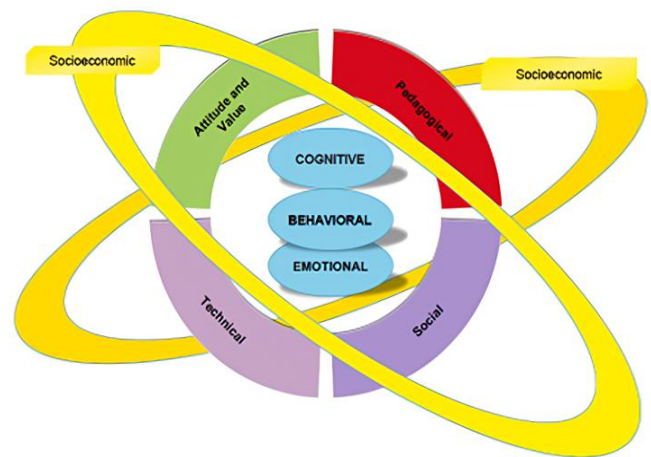 Socioeconomic
Socioeconomic
Attitude and
Value
Pedagogical
COGNITIVE
BEHAVIORAL
EMOTIONAL
Technical
Social